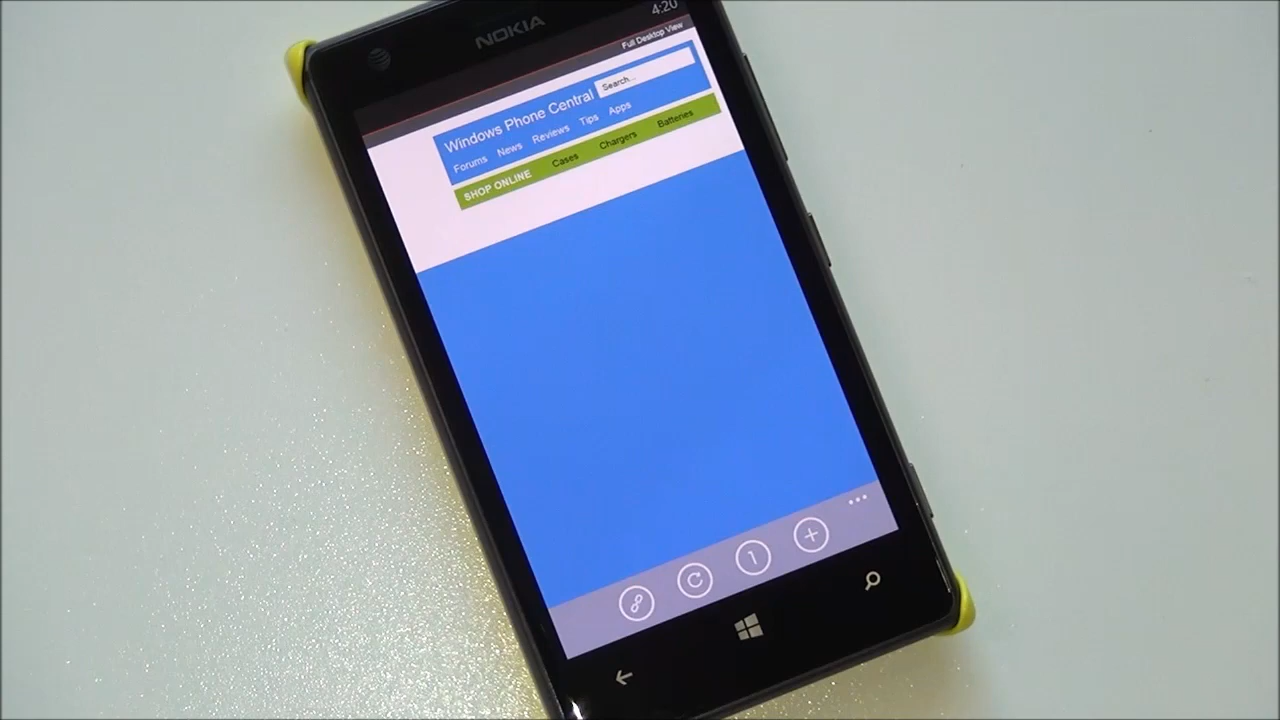 NOKIA
4:20
Full Desktop View
Windows Phone Central
Search...
Forums News Reviews Tips Apps
SHOP ONLINE Cases Chargers Batteries
1